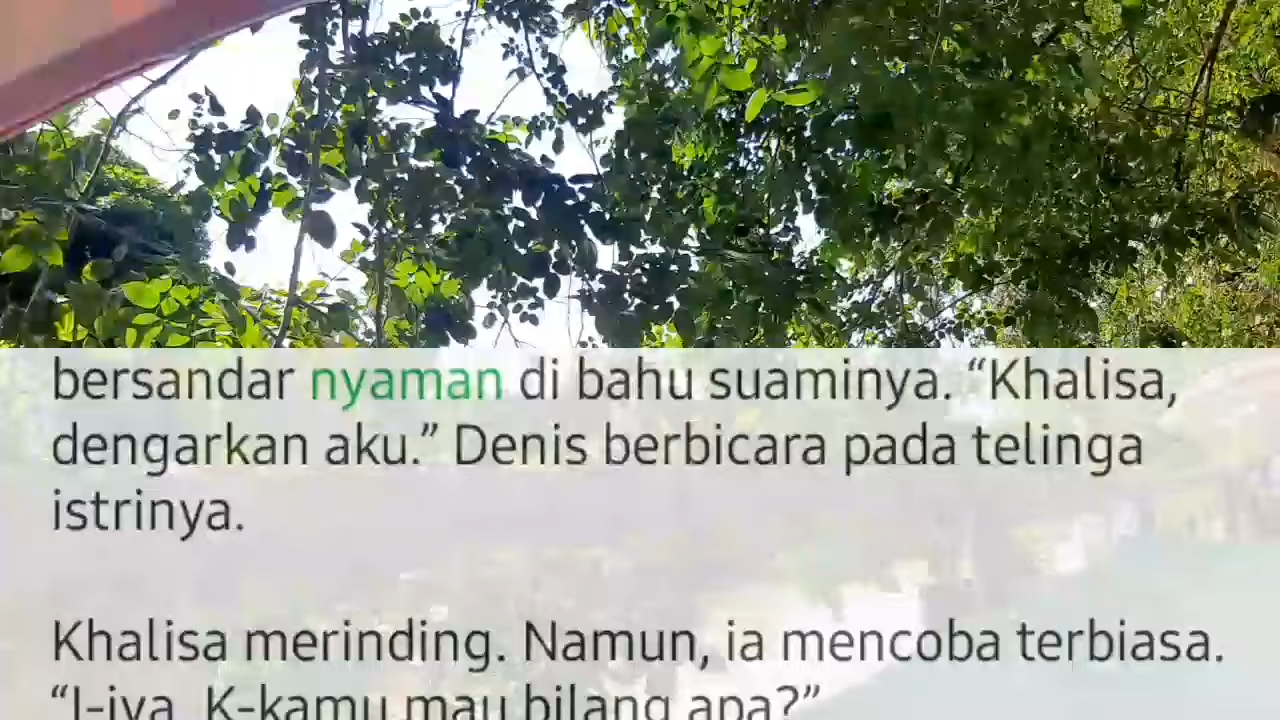 bersandar nyaman di bahu suaminya. “Khalisa,
dengarkan aku.” Denis berbicara pada telinga
istrinya.
Khalisa merinding. Namun, ia mencoba terbiasa.
“I-iya, K-kamu mau bilang apa?”